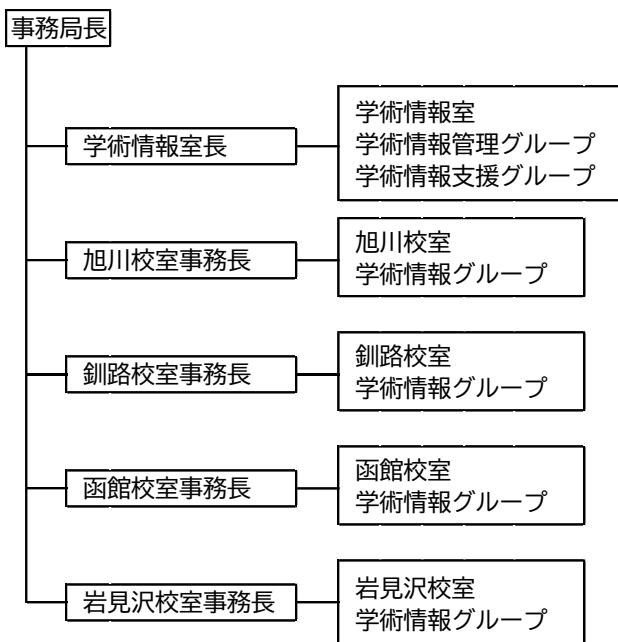 事務局長
学術情報室長
学術情報室
学術情報管理グループ
学術情報支援グループ
旭川校室事務長
旭川校室
学術情報グループ
釧路校室事務長
釧路校室
学術情報グループ
函館校室事務長
函館校室
学術情報グループ
岩見沢校室事務長
岩見沢校室
学術情報グループ